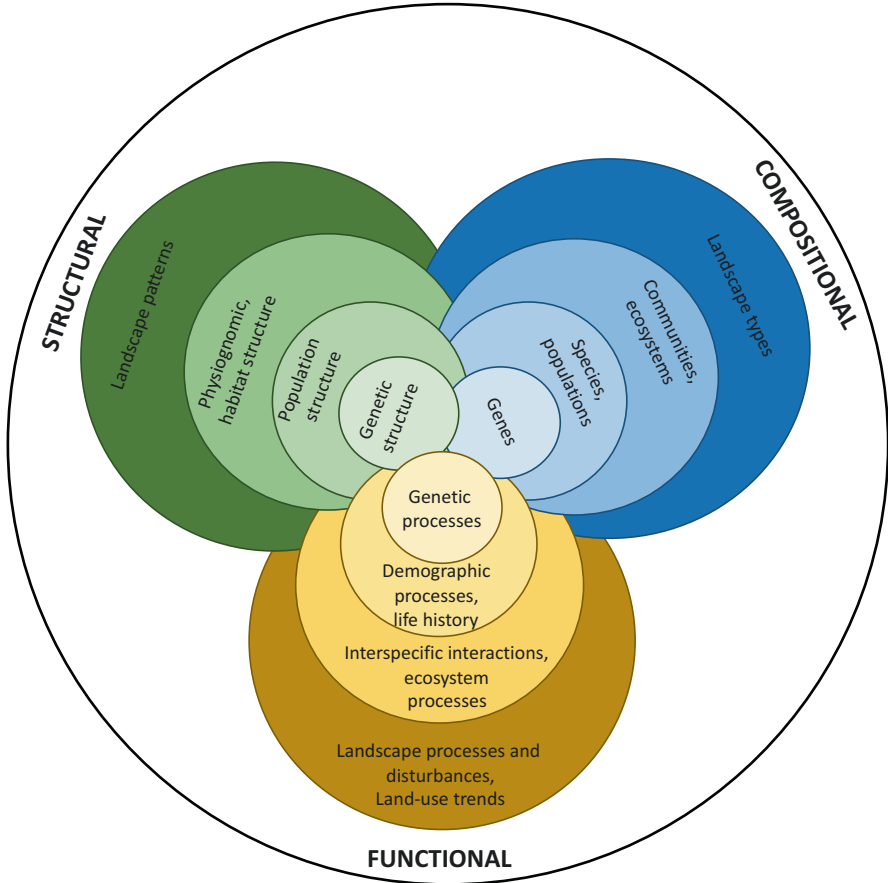 STRUCTURAL
Landscape patterns
Physiognomic,
habitat structure
Population
structure
Genetic
structure
COMPOSITIONAL
Landscape types
Communities,
ecosystems
Species,
populations
Genes
Genetic
processes
Demographic
processes,
life history
Interspecific interactions,
ecosystem
processes
Landscape processes and
disturbances,
Land-use trends
FUNCTIONAL